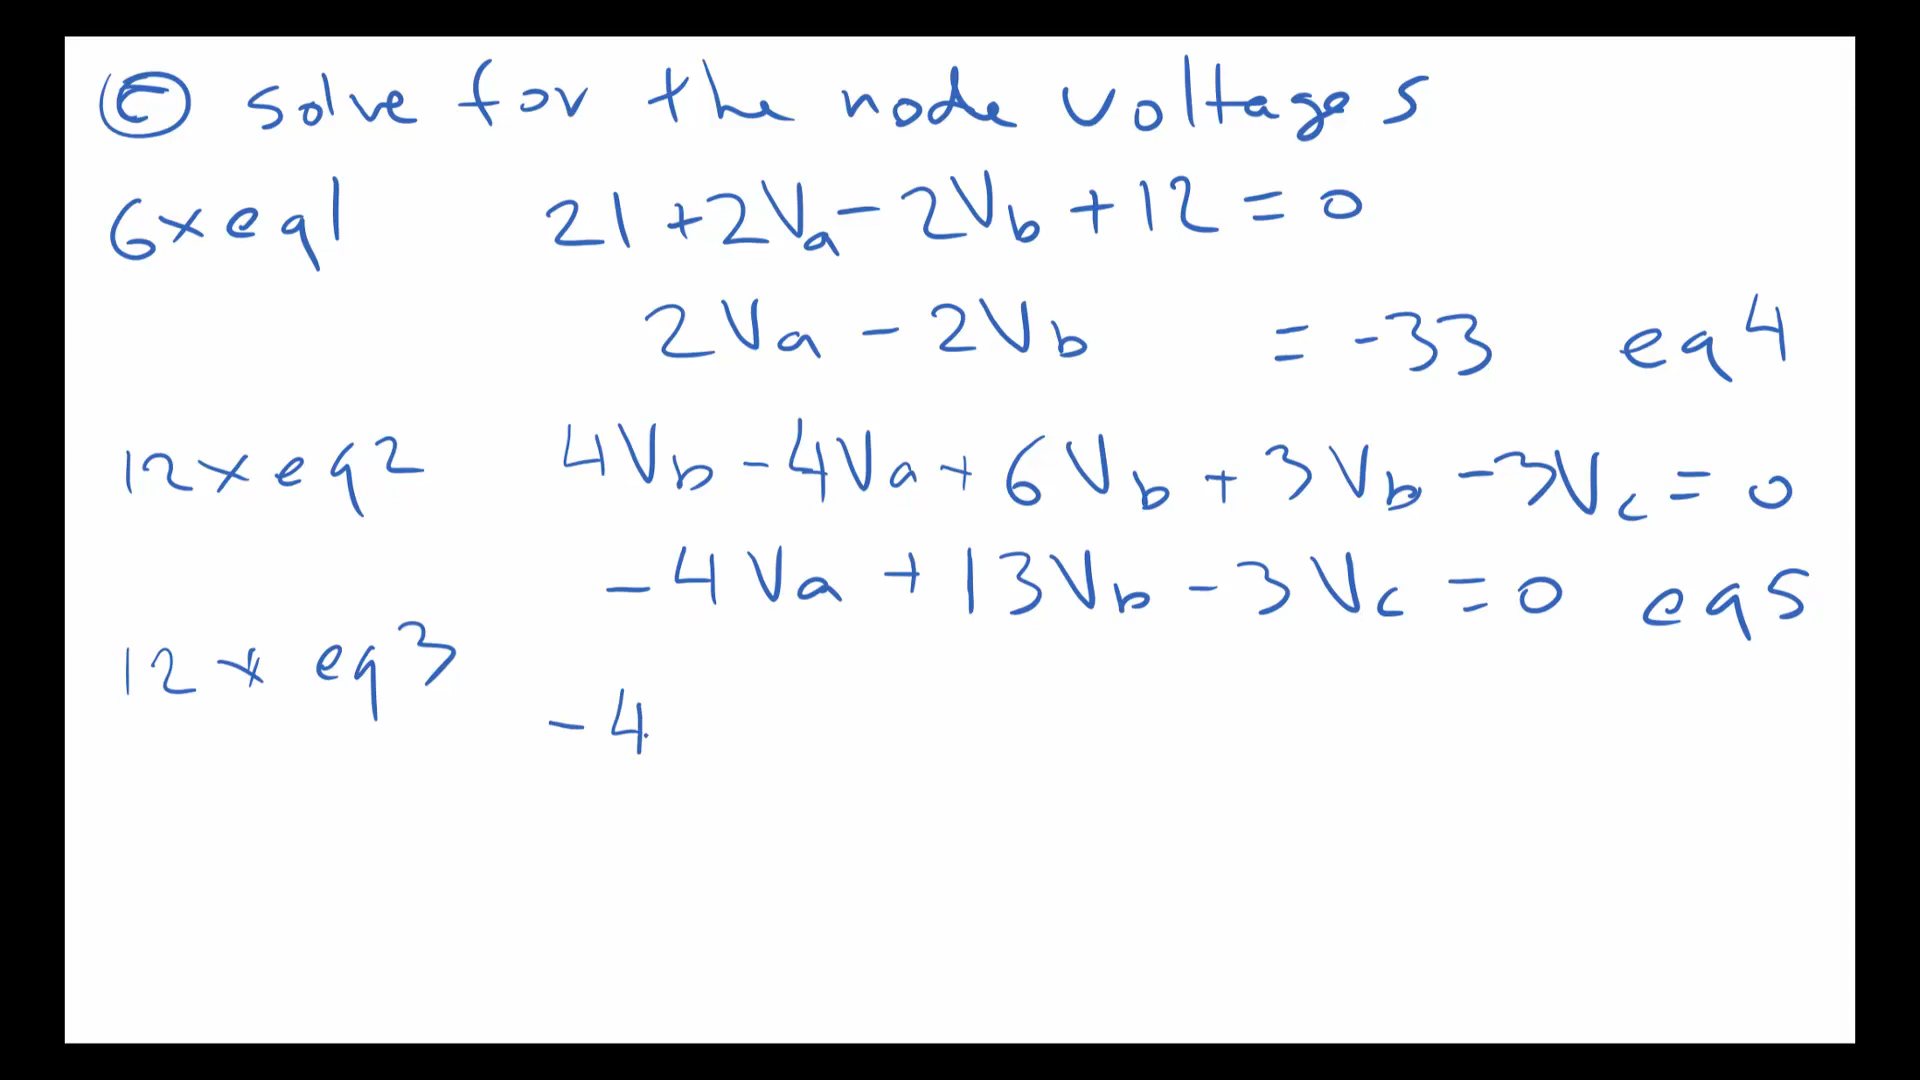 © solve for the node voltages
6 x eq1 21 + 2Va - 2Vb + 12 = 0
2Va - 2Vb = -33 eq4
12 x eq2 4Vb - 4Va + 6Vb + 3Vb - 3Vc = 0
- 4Va + 13Vb - 3Vc = 0 eq5
12 x eq3
- 4